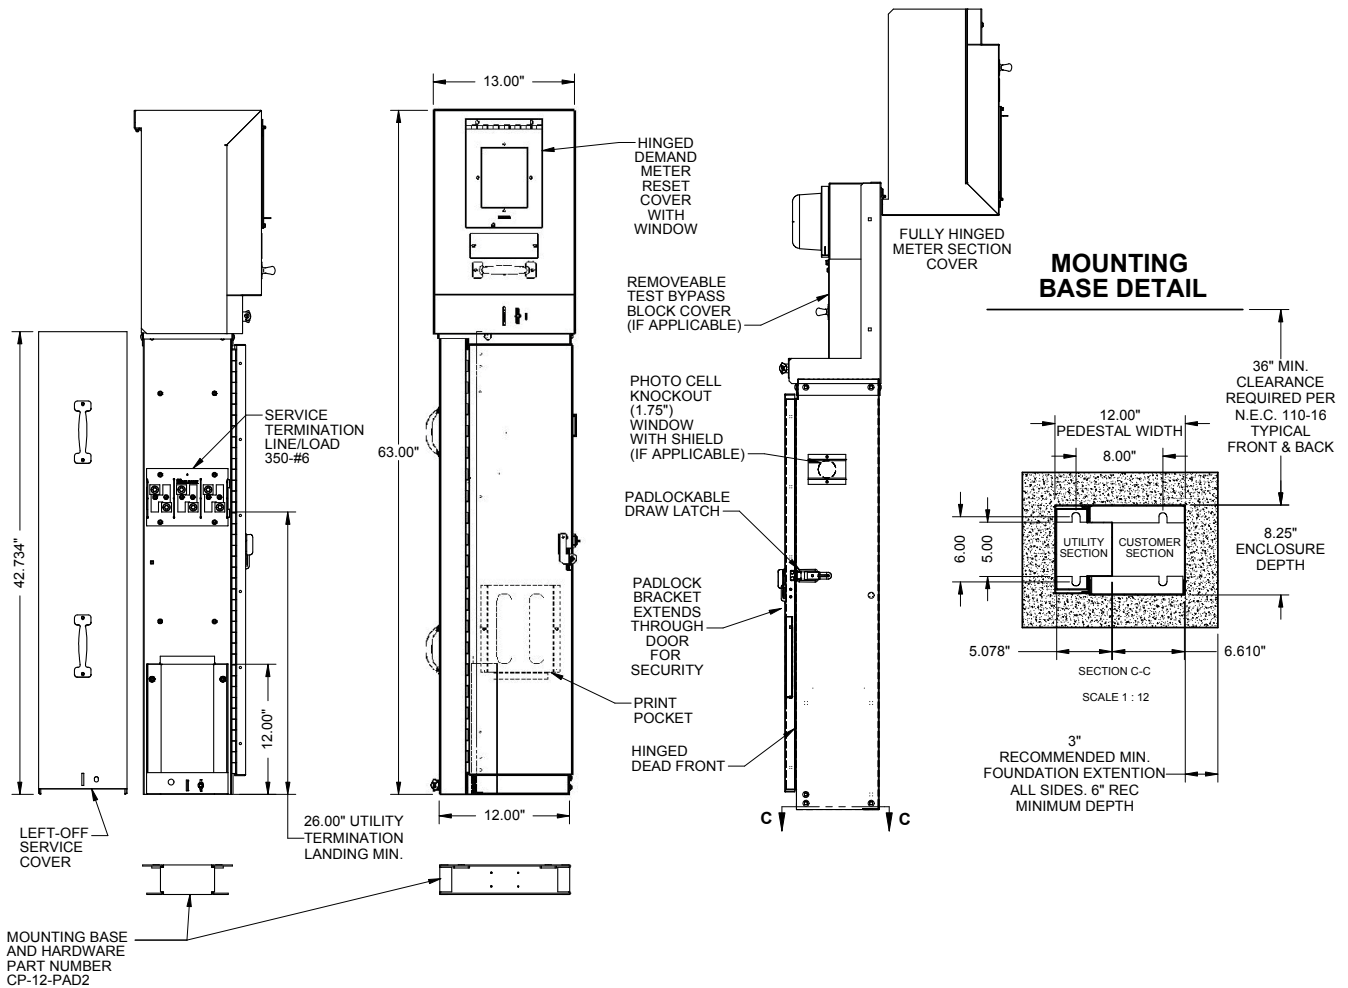 13.00"
HINGED
DEMAND
METER
RESET
COVER
WITH
WINDOW
FULLY HINGED
METER SECTION
COVER
MOUNTING
BASE DETAIL
REMOVEABLE
TEST BYPASS
BLOCK COVER
(IF APPLICABLE)
36" MIN.
CLEARANCE
REQUIRED PER
N.E.C. 110-16
TYPICAL
FRONT & BACK
PHOTO CELL
KNOCKOUT
(1.75")
WINDOW
WITH SHIELD
(IF APPLICABLE)
SERVICE
TERMINATION
LINE/LOAD
350-#6
63.00"
12.00"
PEDESTAL WIDTH
8.00"
PADLOCKABLE
DRAW LATCH
42.734"
6.00
5.00
UTILITY
SECTION
CUSTOMER
SECTION
8.25"
ENCLOSURE
DEPTH
PADLOCK
BRACKET
EXTENDS
THROUGH
DOOR
FOR
SECURITY
5.078"
6.610"
SECTION C-C
SCALE 1 : 12
12.00"
PRINT
POCKET
HINGED
DEAD FRONT
3"
RECOMMENDED MIN.
FOUNDATION EXTENTION
ALL SIDES. 6" REC
MINIMUM DEPTH
12.00"
C
C
26.00" UTILITY
TERMINATION
LANDING MIN.
LEFT-OFF
SERVICE
COVER
MOUNTING BASE
AND HARDWARE
PART NUMBER
CP-12-PAD2